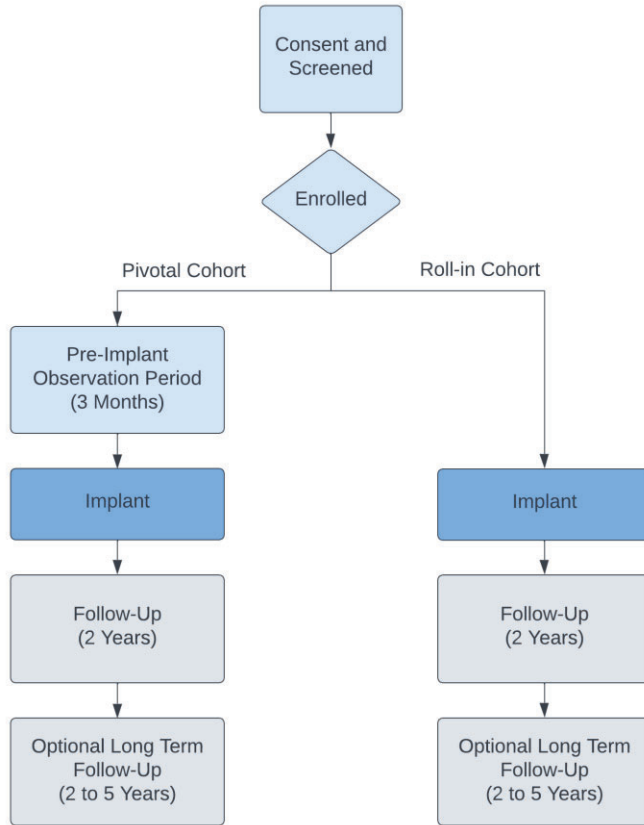 Consent and
Screened
Enrolled
Pivotal Cohort
Roll-in Cohort
Pre-Implant
Observation Period
(3 Months)
Implant
Implant
Follow-Up
(2 Years)
Follow-Up
(2 Years)
Optional Long Term
Follow-Up
(2 to 5 Years)
Optional Long Term
Follow-Up
(2 to 5 Years)